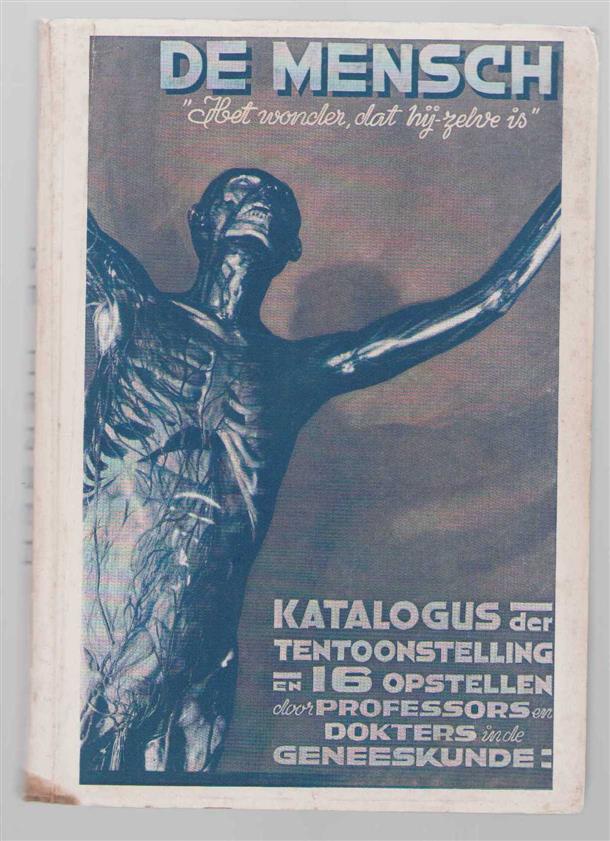 DE MENSCH
"Het wonder, dat hij-zelve is"
KATALOGUS der
TENTOONSTELLING
EN 16 OPSTELLEN
door PROFESSORS en
DOKTERS in de
GENEESKUNDE :